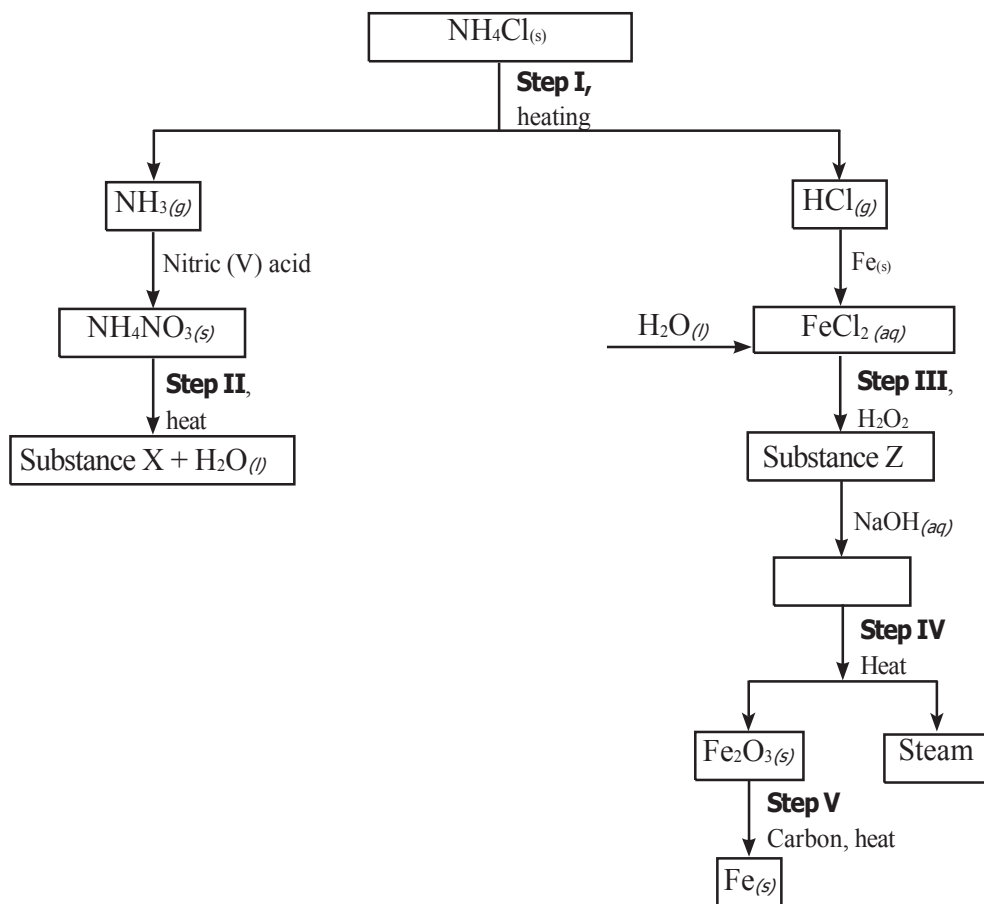 NH₄Cl(s)
Step I,
heating
NH₃(g)
HCl(g)
Nitric (V) acid
Fe(s)
NH₄NO₃(s)
H₂O(l)
FeCl₂ (aq)
Step II,
heat
Step III,
H₂O₂
Substance X + H₂O(l)
Substance Z
NaOH(aq)
Step IV
Heat
Fe₂O₃(s)
Steam
Step V
Carbon, heat
Fe(s)